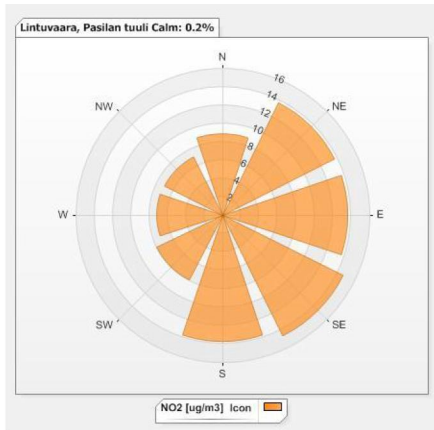 Lintuvaara, Pasilan tuuli Calm: 0.2%
N
16
14
NW
NE
12
10
8
6
4
2
W
E
SW
SE
S
NO2 [ug/m3] Icon